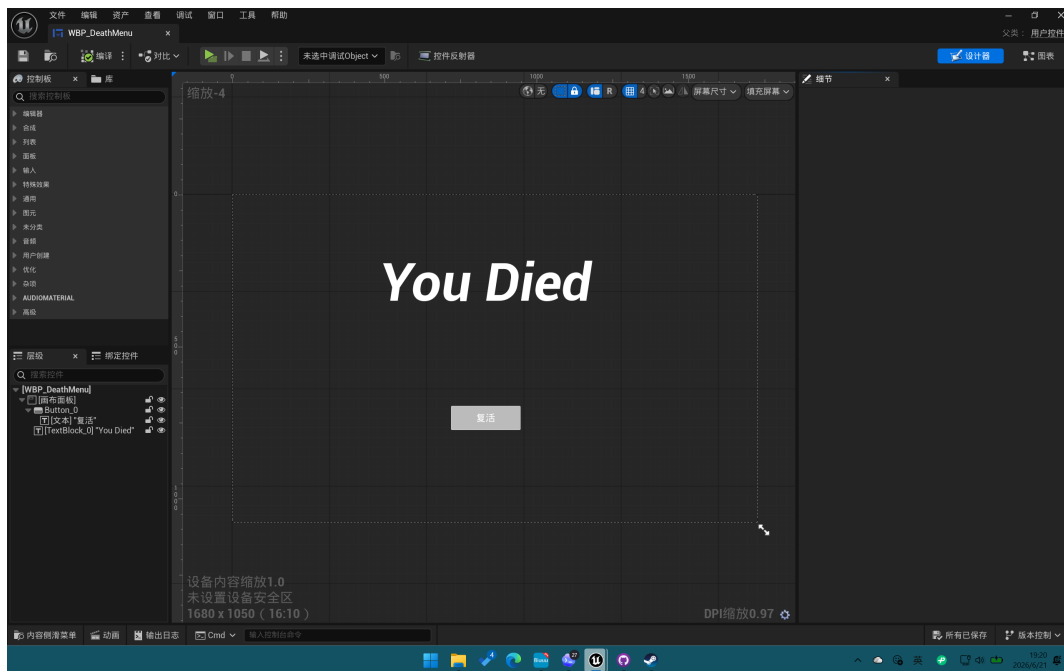 文件 编辑 资产 查看 调试 窗口 工具 帮助
WBP_DeathMenu
父类： 用户控件
编译 对比 未选中调试Object 控件反射器 设计器 图表
控制板 库
搜索控制板
编辑器
合成
列表
面板
输入
特殊效果
通用
图元
未分类
音频
用户创建
优化
杂项
AUDIOMATERIAL
高级
层级 绑定控件
搜索控件
[WBP_DeathMenu]
[画布面板]
Button_0
[文本] "复活"
[TextBlock_0] "You Died"
0 500 1000 1500
缩放-4
无 R 4 屏幕尺寸 填充屏幕
0
500
1000
You Died
复活
设备内容缩放1.0
未设置设备安全区
1680 x 1050 ( 16:10 )
DPI缩放0.97
细节
内容侧滑菜单 动画 输出日志 Cmd 输入控制台命令 所有已保存 版本控制
英
19:20
2026/6/21